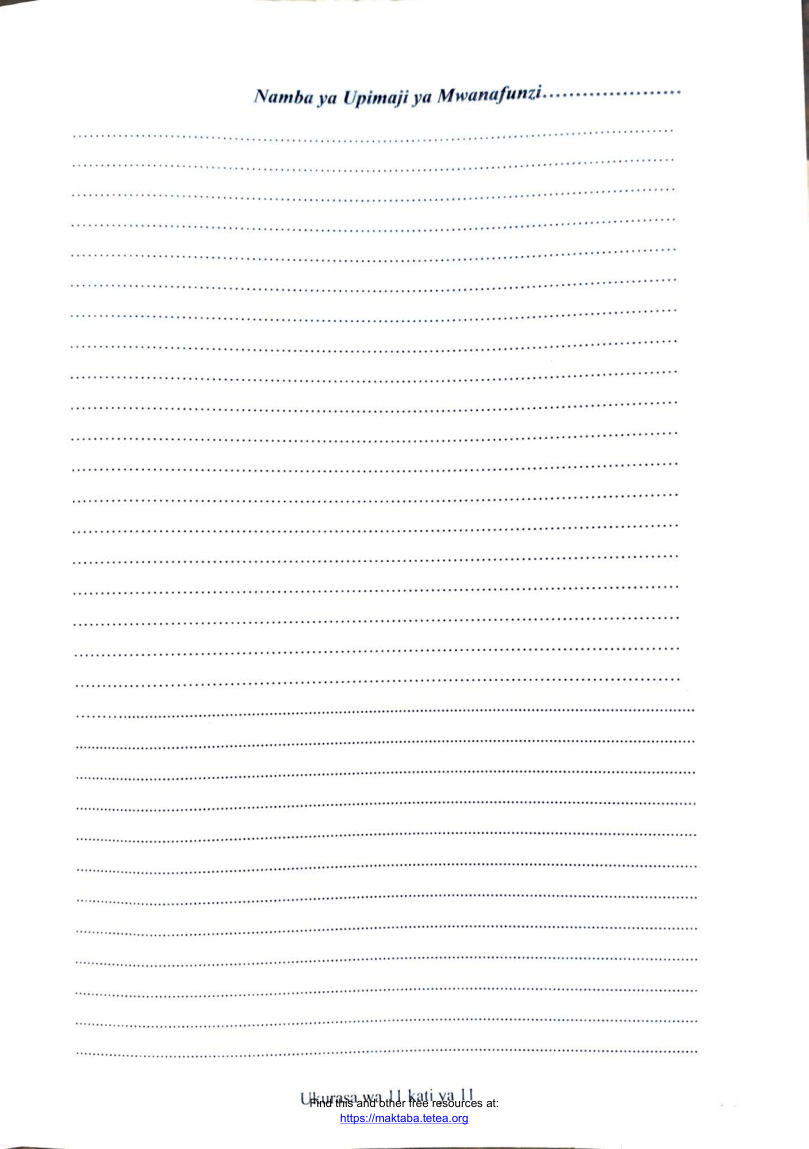 Namba ya Upimaji ya Mwanafunzi.....................
Ukurasa wa 11 kati ya 11
Find this and other free resources at:
https://maktaba.tetea.org